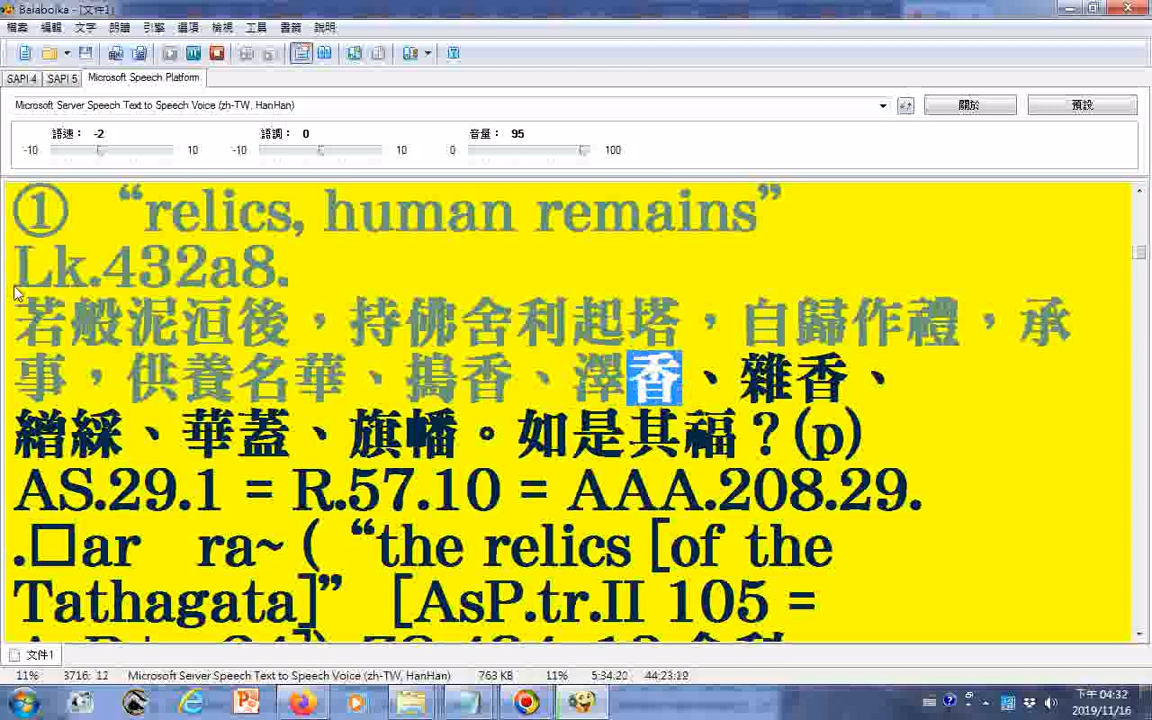 Balabolka - [文件1]
檔案 編輯 文字 朗讀 引擎 選項 檢視 工具 書籤 說明
SAPI 4 SAPI 5 Microsoft Speech Platform
Microsoft Server Speech Text to Speech Voice (zh-TW, HanHan) 關於 預設
語速： -2 語調： 0 音量： 95
-10 10 -10 10 0 100
① “relics, human remains”
Lk.432a8.
若般泥洹後，持佛舍利起塔，自歸作禮，承
事，供養名華、搗香、澤香、雜香、
繒綵、華蓋、旗幡。如是其福？(p)
AS.29.1 = R.57.10 = AAA.208.29.
.□ar ra~ (“the relics [of the
Tathagata]” [AsP.tr.II 105 =
文件1
11% 3716: 12 Microsoft Server Speech Text to Speech Voice (zh-TW, HanHan) 763 KB 11% 5:34.20 44:23:19
下午 04:32
2019/11/16